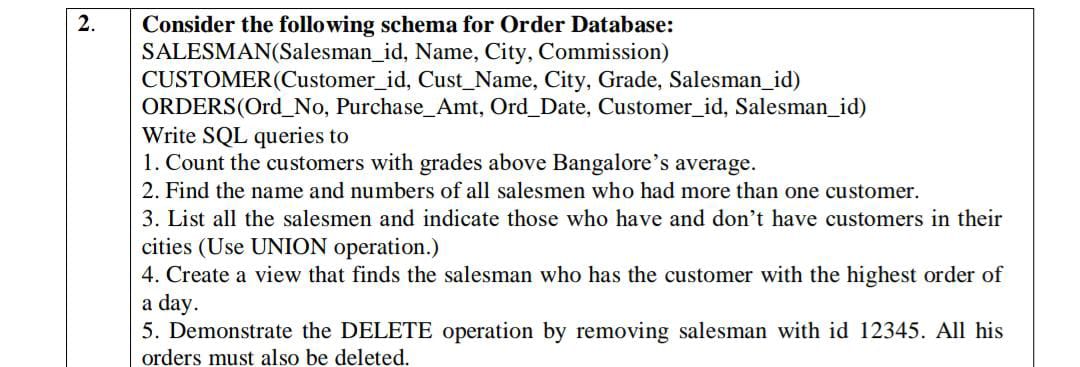 2. Consider the following schema for Order Database:
SALESMAN(Salesman_id, Name, City, Commission)
CUSTOMER(Customer_id, Cust_Name, City, Grade, Salesman_id)
ORDERS(Ord_No, Purchase_Amt, Ord_Date, Customer_id, Salesman_id)
Write SQL queries to
1. Count the customers with grades above Bangalore’s average.
2. Find the name and numbers of all salesmen who had more than one customer.
3. List all the salesmen and indicate those who have and don’t have customers in their
cities (Use UNION operation.)
4. Create a view that finds the salesman who has the customer with the highest order of
a day.
5. Demonstrate the DELETE operation by removing salesman with id 12345. All his
orders must also be deleted.